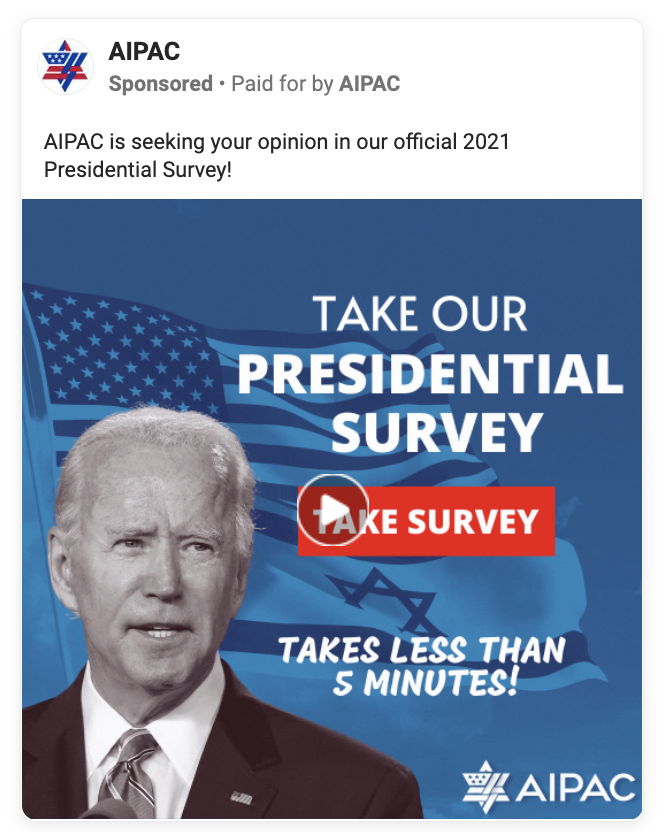 AIPAC
Sponsored • Paid for by AIPAC
AIPAC is seeking your opinion in our official 2021
Presidential Survey!
TAKE OUR
PRESIDENTIAL
SURVEY
TAKE SURVEY
TAKES LESS THAN
5 MINUTES!
AIPAC